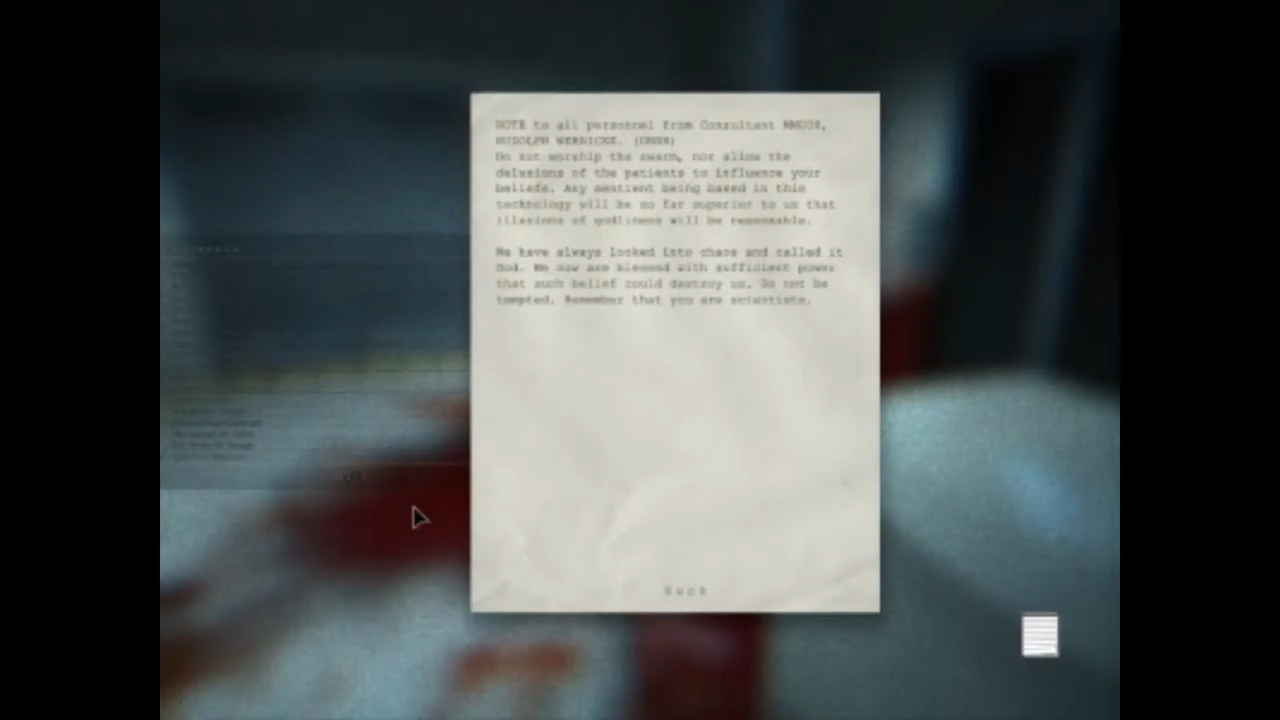 NOTE to all personnel from Consultant MM008,
RUDOLPH WERNICKE.
Do not worship the swarm, nor allow the
delusions of the patients to influence your
beliefs. Any sentient being based in this
technology will be so far superior to us that
illusions of godliness will be reasonable.
We have always looked into chaos and called it
God. We now are blessed with sufficient power
that such belief could destroy us. Do not be
tempted. Remember that you are scientists.
Back